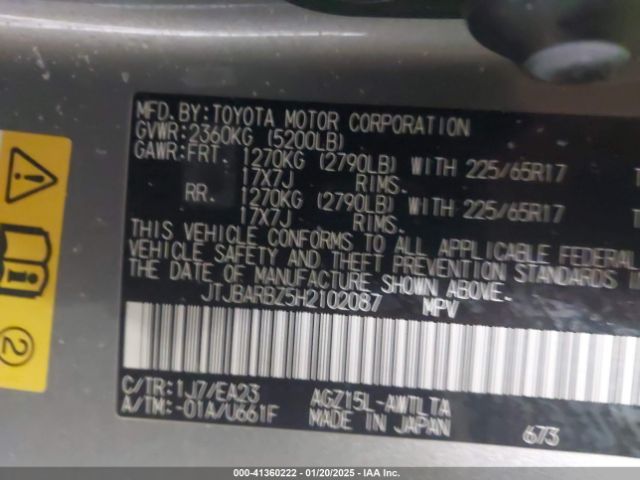 MFD.BY:TOYOTA MOTOR CORPORATION
GVWR:2360KG (5200LB)
GAWR:FRT. 1270KG (2790LB) WITH 225/65R17
17X7J RIMS.
RR. 1270KG (2790LB) WITH 225/65R17
17X7J RIMS.
THIS VEHICLE CONFORMS TO ALL APPLICABLE FEDERAL
VEHICLE SAFETY AND THEFT PREVENTION STANDARDS
THE DATE OF MANUFACTURE SHOWN ABOVE.
JTJBARBZ5H2102087 MPV
C/TR:1J7/EA23 AGZ15L-AWTLTA
A/TM:-01A/U661F MADE IN JAPAN 673
2
000-41360222 - 01/20/2025 - IAA Inc.